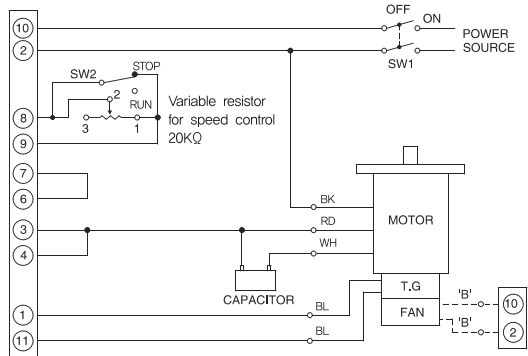 OFF
10
ON
POWER
SOURCE
2
SW1
STOP
SW2
2
RUN
Variable resistor
for speed control
20KΩ
8
3
1
9
7
6
BK
MOTOR
3
RD
WH
4
CAPACITOR
T.G
FAN
'B'
10
'B'
2
1
BL
11
BL